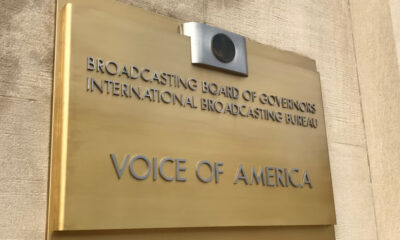 BROADCASTING BOARD OF GOVERNORS
INTERNATIONAL BROADCASTING BUREAU
VOICE OF AMERICA